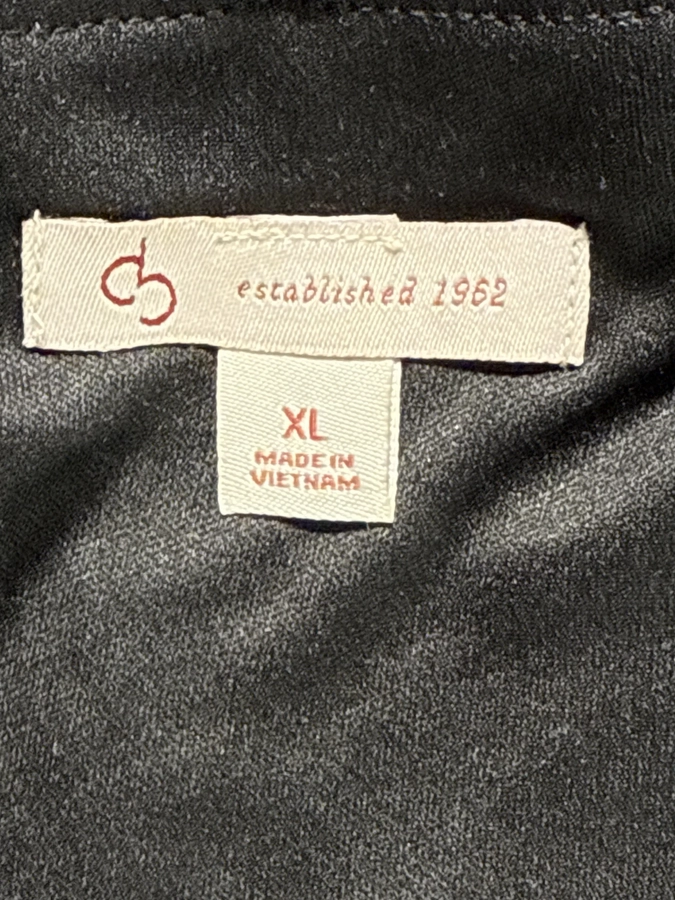 established 1962
XL
MADE IN
VIETNAM